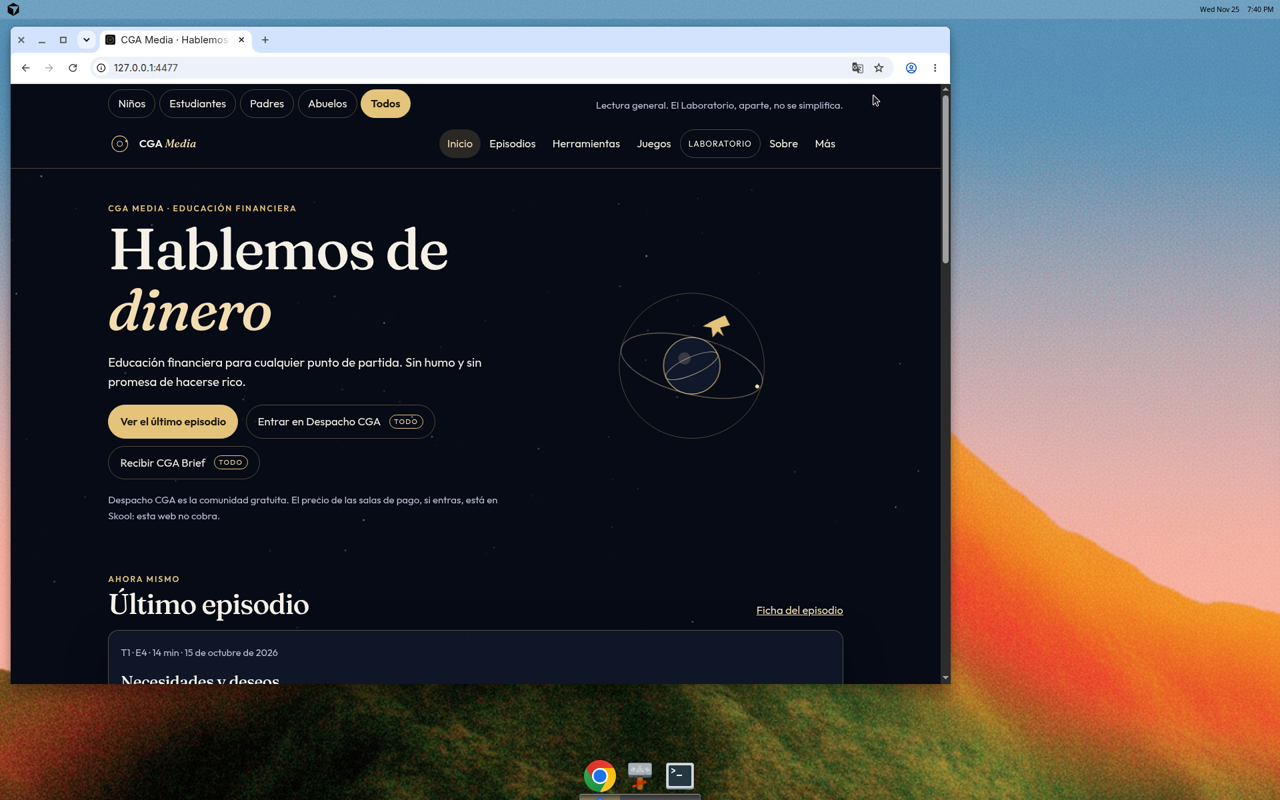 Wed Nov 25 7:40 PM
CGA Media · Hablemos
127.0.0.1:4477
Niños Estudiantes Padres Abuelos Todos
Lectura general. El Laboratorio, aparte, no se simplifica.
CGA Media
Inicio Episodios Herramientas Juegos LABORATORIO Sobre Más
CGA MEDIA · EDUCACIÓN FINANCIERA
Hablemos de
dinero
Educación financiera para cualquier punto de partida. Sin humo y sin
promesa de hacerse rico.
Ver el último episodio Entrar en Despacho CGA TODO
Recibir CGA Brief TODO
Despacho CGA es la comunidad gratuita. El precio de las salas de pago, si entras, está en
Skool: esta web no cobra.
AHORA MISMO
Último episodio
Ficha del episodio
T1 · E4 · 14 min · 15 de octubre de 2026
Necesidades y deseos